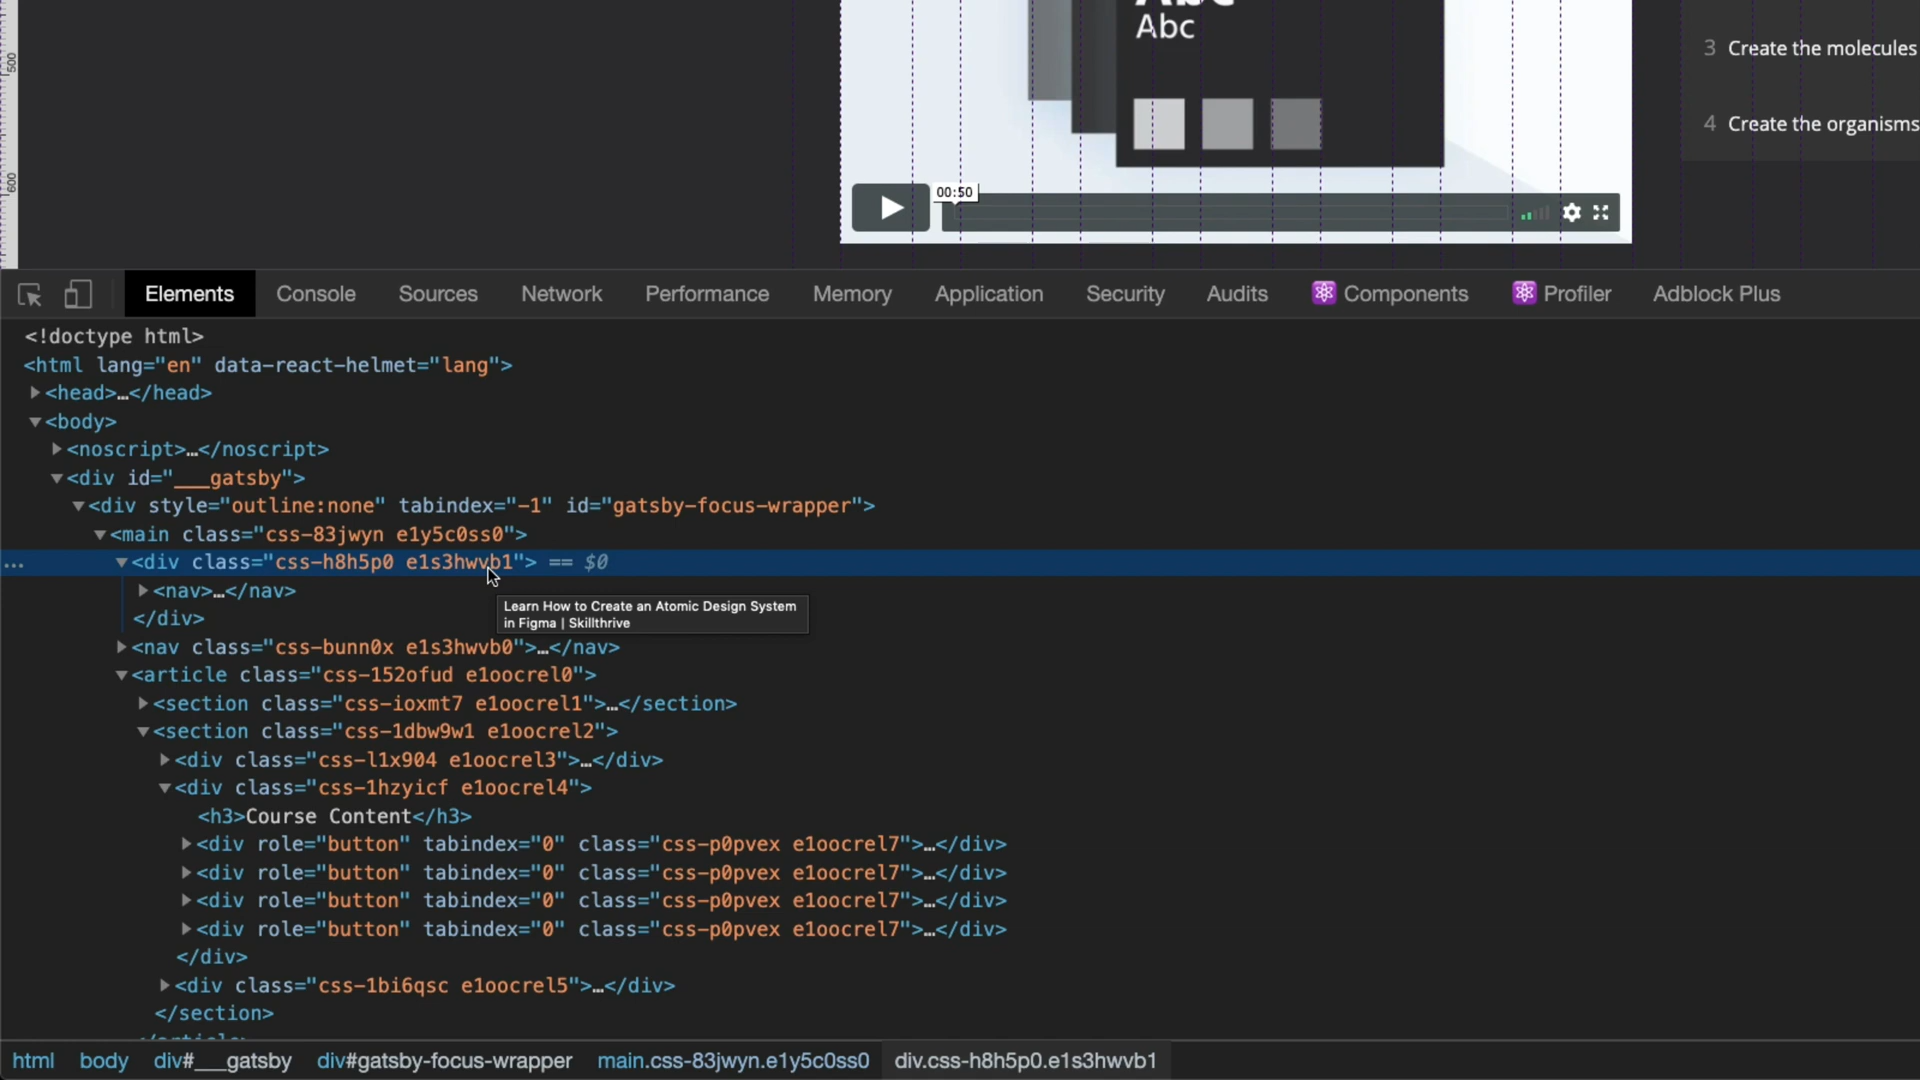 Abc
Abc
500
600
3 Create the molecules
4 Create the organisms
00:50
Elements Console Sources Network Performance Memory Application Security Audits Components Profiler Adblock Plus
<!doctype html>
<html lang="en" data-react-helmet="lang">
<head>…</head>
<body>
<noscript>…</noscript>
<div id="___gatsby">
<div style="outline:none" tabindex="-1" id="gatsby-focus-wrapper">
<main class="css-83jwyn e1y5c0ss0">
… <div class="css-h8h5p0 e1s3hwvb1"> == $0
<nav>…</nav>
Learn How to Create an Atomic Design System
in Figma | Skillthrive
</div>
<nav class="css-bunn0x e1s3hwvb0">…</nav>
<article class="css-152ofud e1oocrel0">
<section class="css-ioxmt7 e1oocrel1">…</section>
<section class="css-1dbw9w1 e1oocrel2">
<div class="css-l1x904 e1oocrel3">…</div>
<div class="css-1hzyicf e1oocrel4">
<h3>Course Content</h3>
<div role="button" tabindex="0" class="css-p0pvex e1oocrel7">…</div>
<div role="button" tabindex="0" class="css-p0pvex e1oocrel7">…</div>
<div role="button" tabindex="0" class="css-p0pvex e1oocrel7">…</div>
<div role="button" tabindex="0" class="css-p0pvex e1oocrel7">…</div>
</div>
<div class="css-1bi6qsc e1oocrel5">…</div>
</section>
html body div#___gatsby div#gatsby-focus-wrapper main.css-83jwyn.e1y5c0ss0 div.css-h8h5p0.e1s3hwvb1